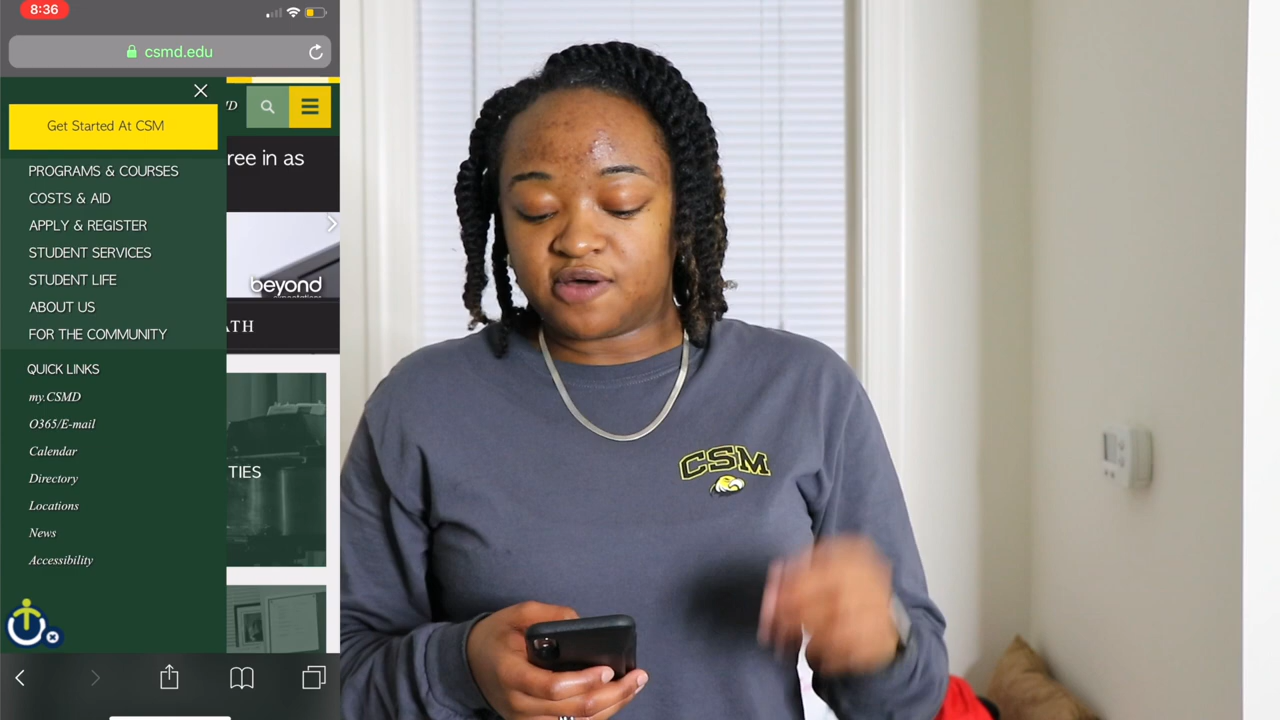 8:36
csmd.edu
Get Started At CSM
PROGRAMS & COURSES
COSTS & AID
APPLY & REGISTER
STUDENT SERVICES
STUDENT LIFE
ABOUT US
FOR THE COMMUNITY
QUICK LINKS
my.CSMD
O365/E-mail
Calendar
Directory
Locations
News
Accessibility
ree in as
beyond
ATH
TIES
CSM